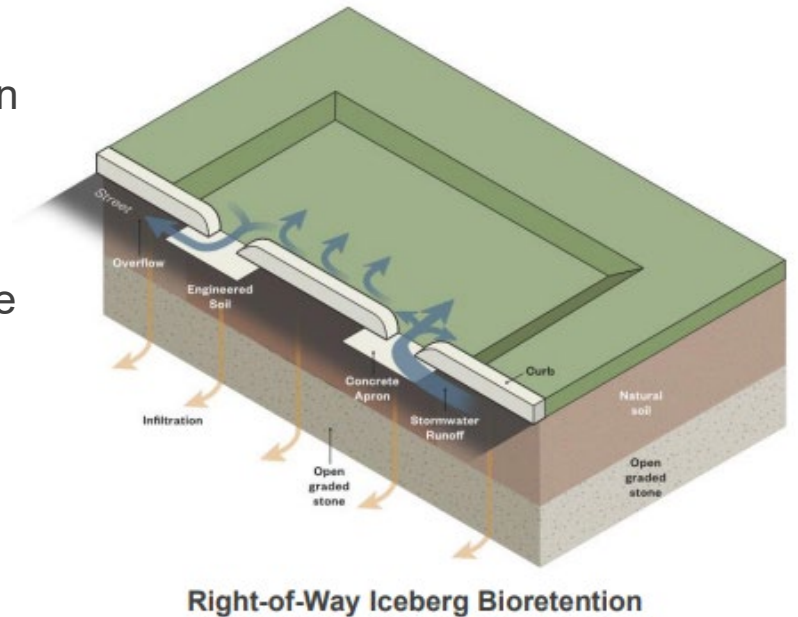 n
e
Street
Overflow
Engineered
Soil
Concrete
Apron
Stormwater
Runoff
Curb
Natural
soil
Infiltration
Open
graded
stone
Open
graded
stone
Right-of-Way Iceberg Bioretention